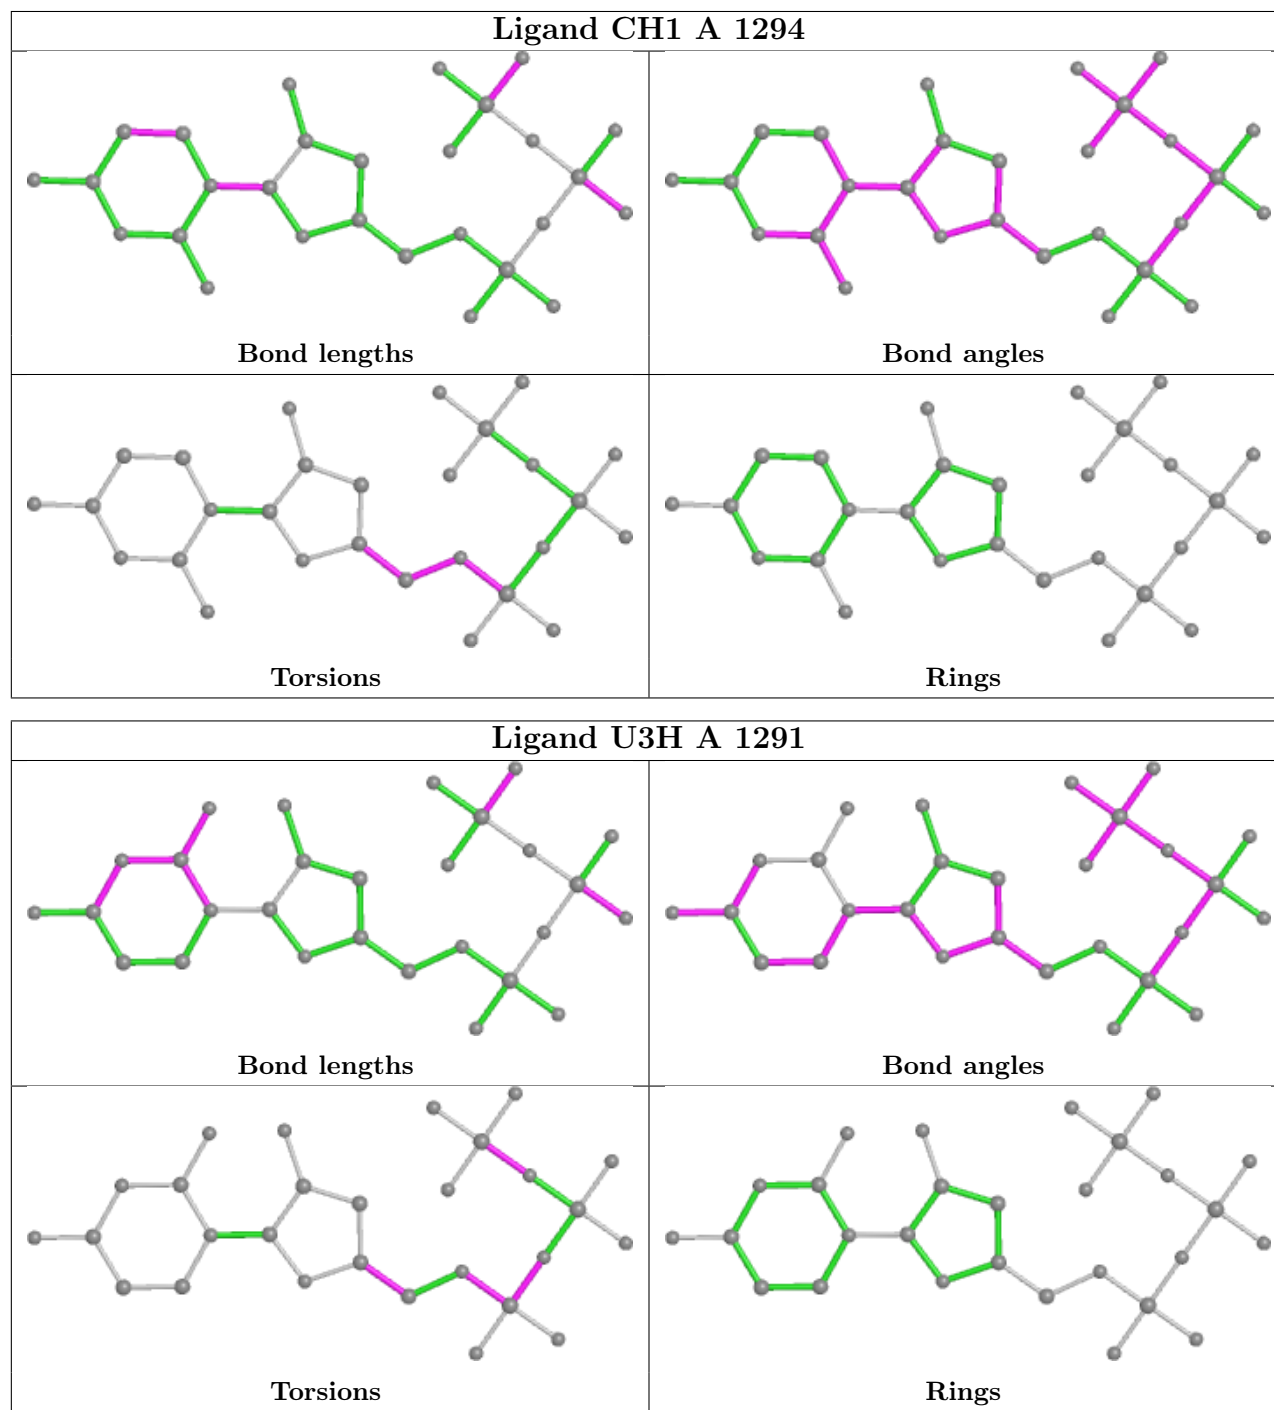 Ligand CH1 A 1294
Bond lengths
Bond angles
Torsions
Rings
Ligand U3H A 1291
Bond lengths
Bond angles
Torsions
Rings